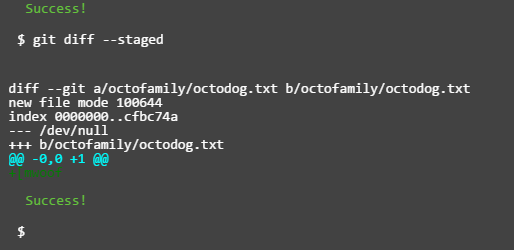 Success!
$ git diff --staged
diff --git a/octofamily/octodog.txt b/octofamily/octodog.txt
new file mode 100644
index 0000000..cfbc74a
--- /dev/null
+++ b/octofamily/octodog.txt
@@ -0,0 +1 @@
Success!
$